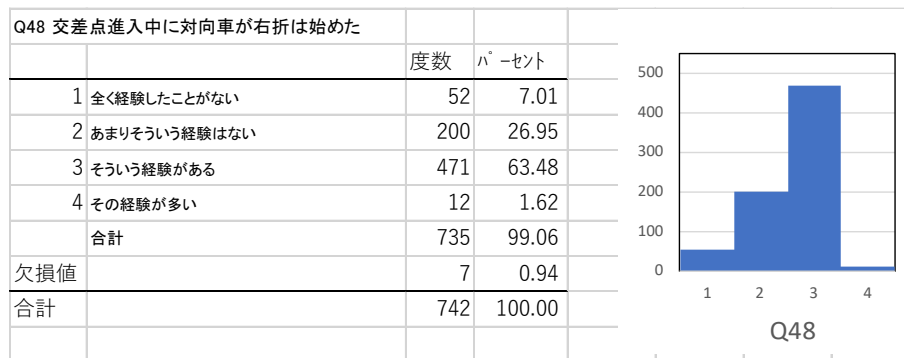 Q48 交差点進入中に対向車が右折は始めた
度数 ﾊﾟｰｾﾝﾄ
1 全く経験したことがない 52 7.01
2 あまりそういう経験はない 200 26.95
3 そういう経験がある 471 63.48
4 その経験が多い 12 1.62
合計 735 99.06
欠損値 7 0.94
合計 742 100.00
500
400
300
200
100
0
1 2 3 4
Q48